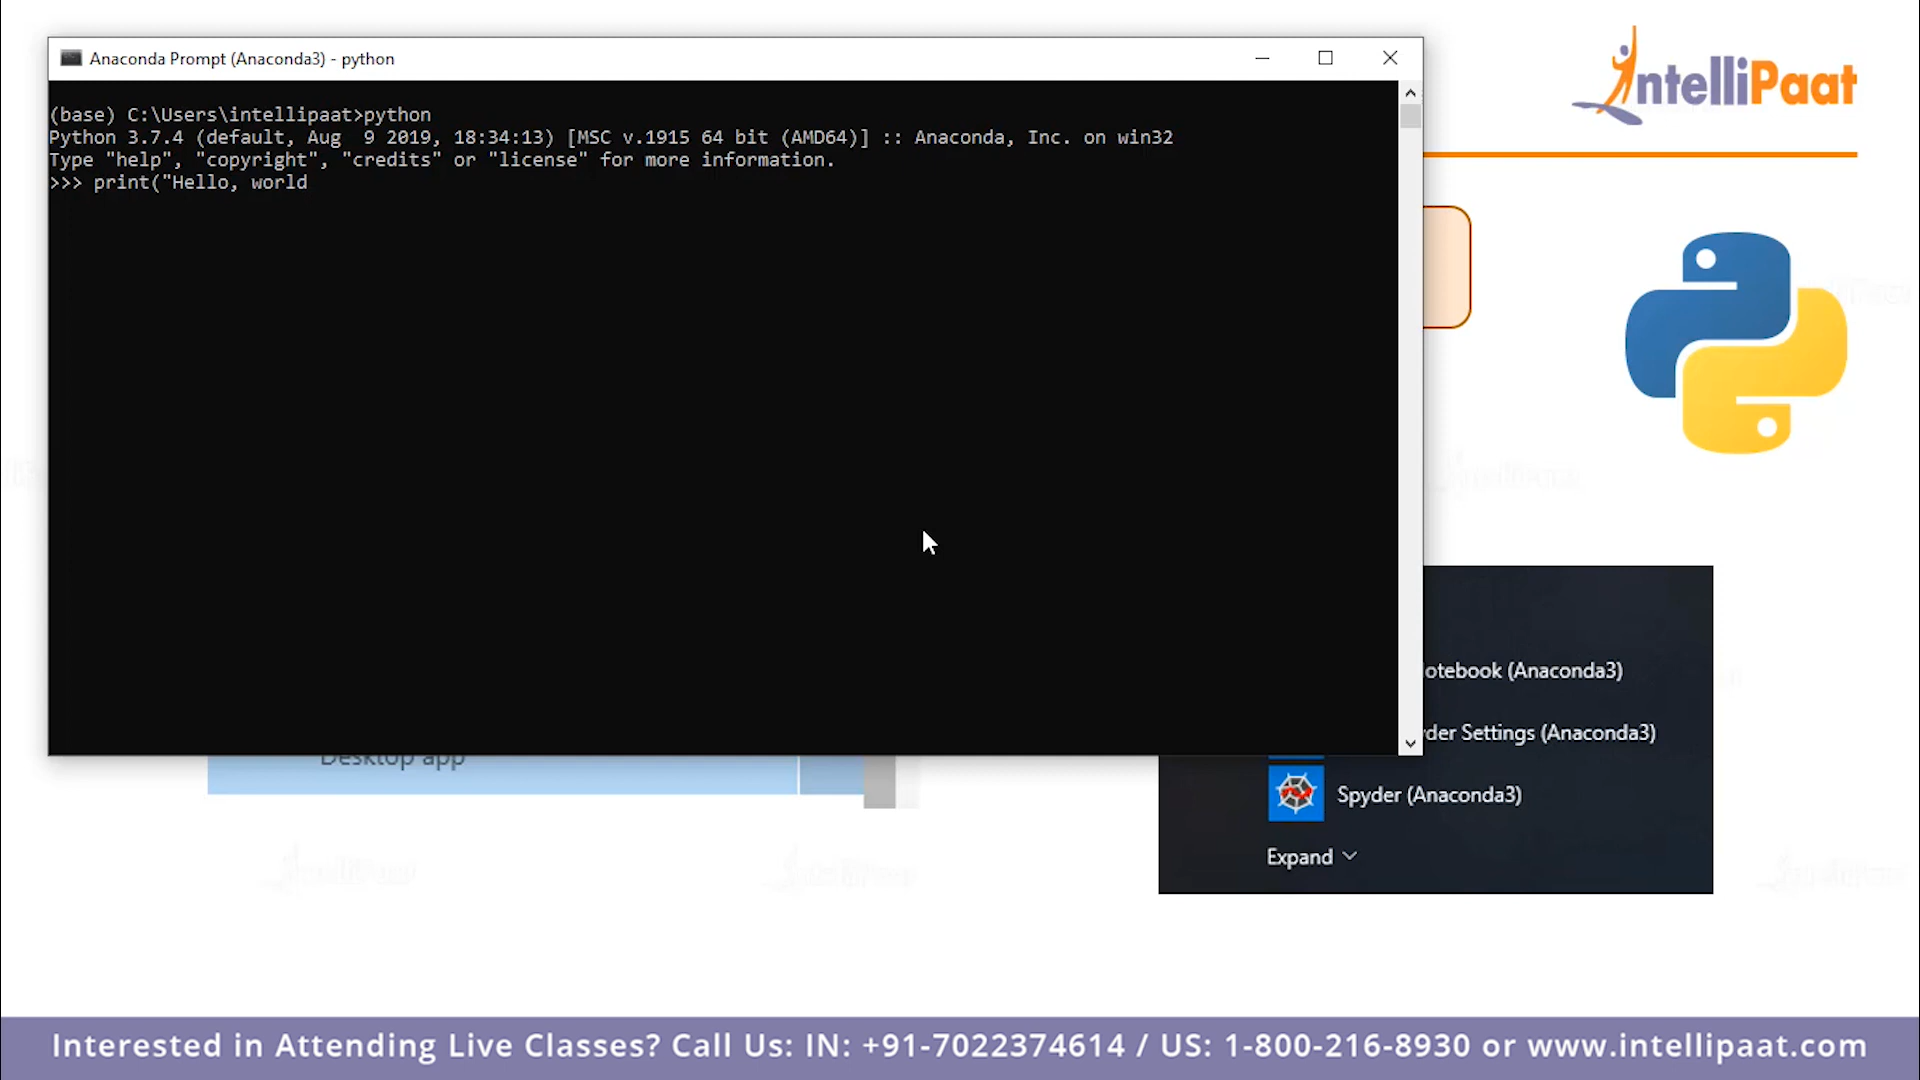 Anaconda Prompt (Anaconda3) - python
(base) C:\Users\intellipaat>python
Python 3.7.4 (default, Aug  9 2019, 18:34:13) [MSC v.1915 64 bit (AMD64)] :: Anaconda, Inc. on win32
Type "help", "copyright", "credits" or "license" for more information.
>>> print("Hello, world
IntelliPaat
otebook (Anaconda3)
der Settings (Anaconda3)
Desktop app
Spyder (Anaconda3)
Expand
Interested in Attending Live Classes? Call Us: IN: +91-7022374614 / US: 1-800-216-8930 or www.intellipaat.com